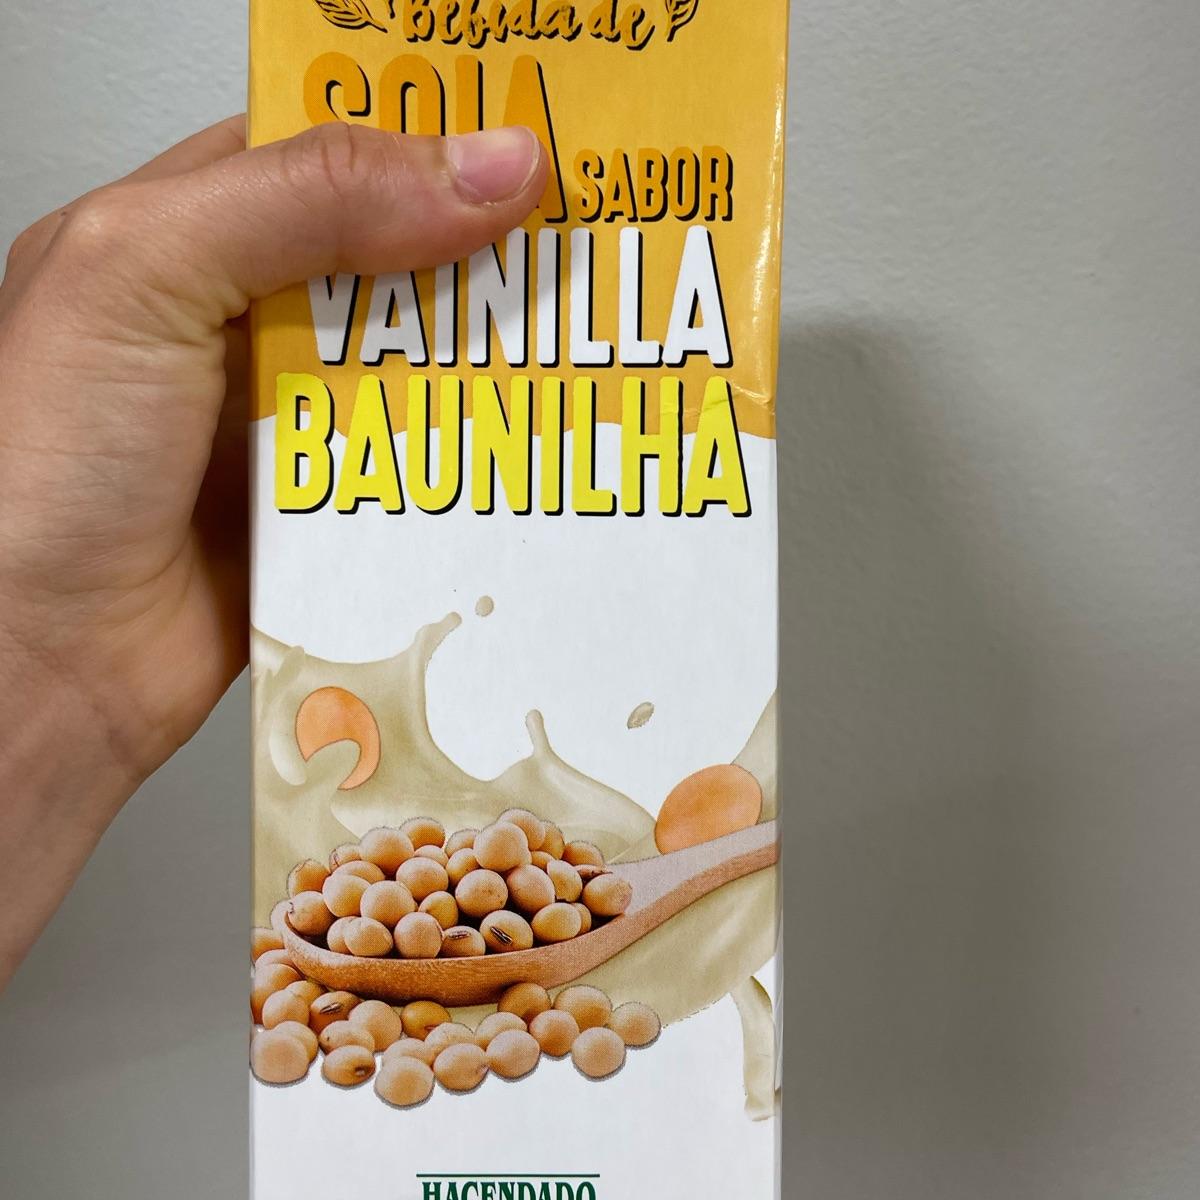 Bebida de
SOJA SABOR
VAINILLA
BAUNILHA
HACENDADO